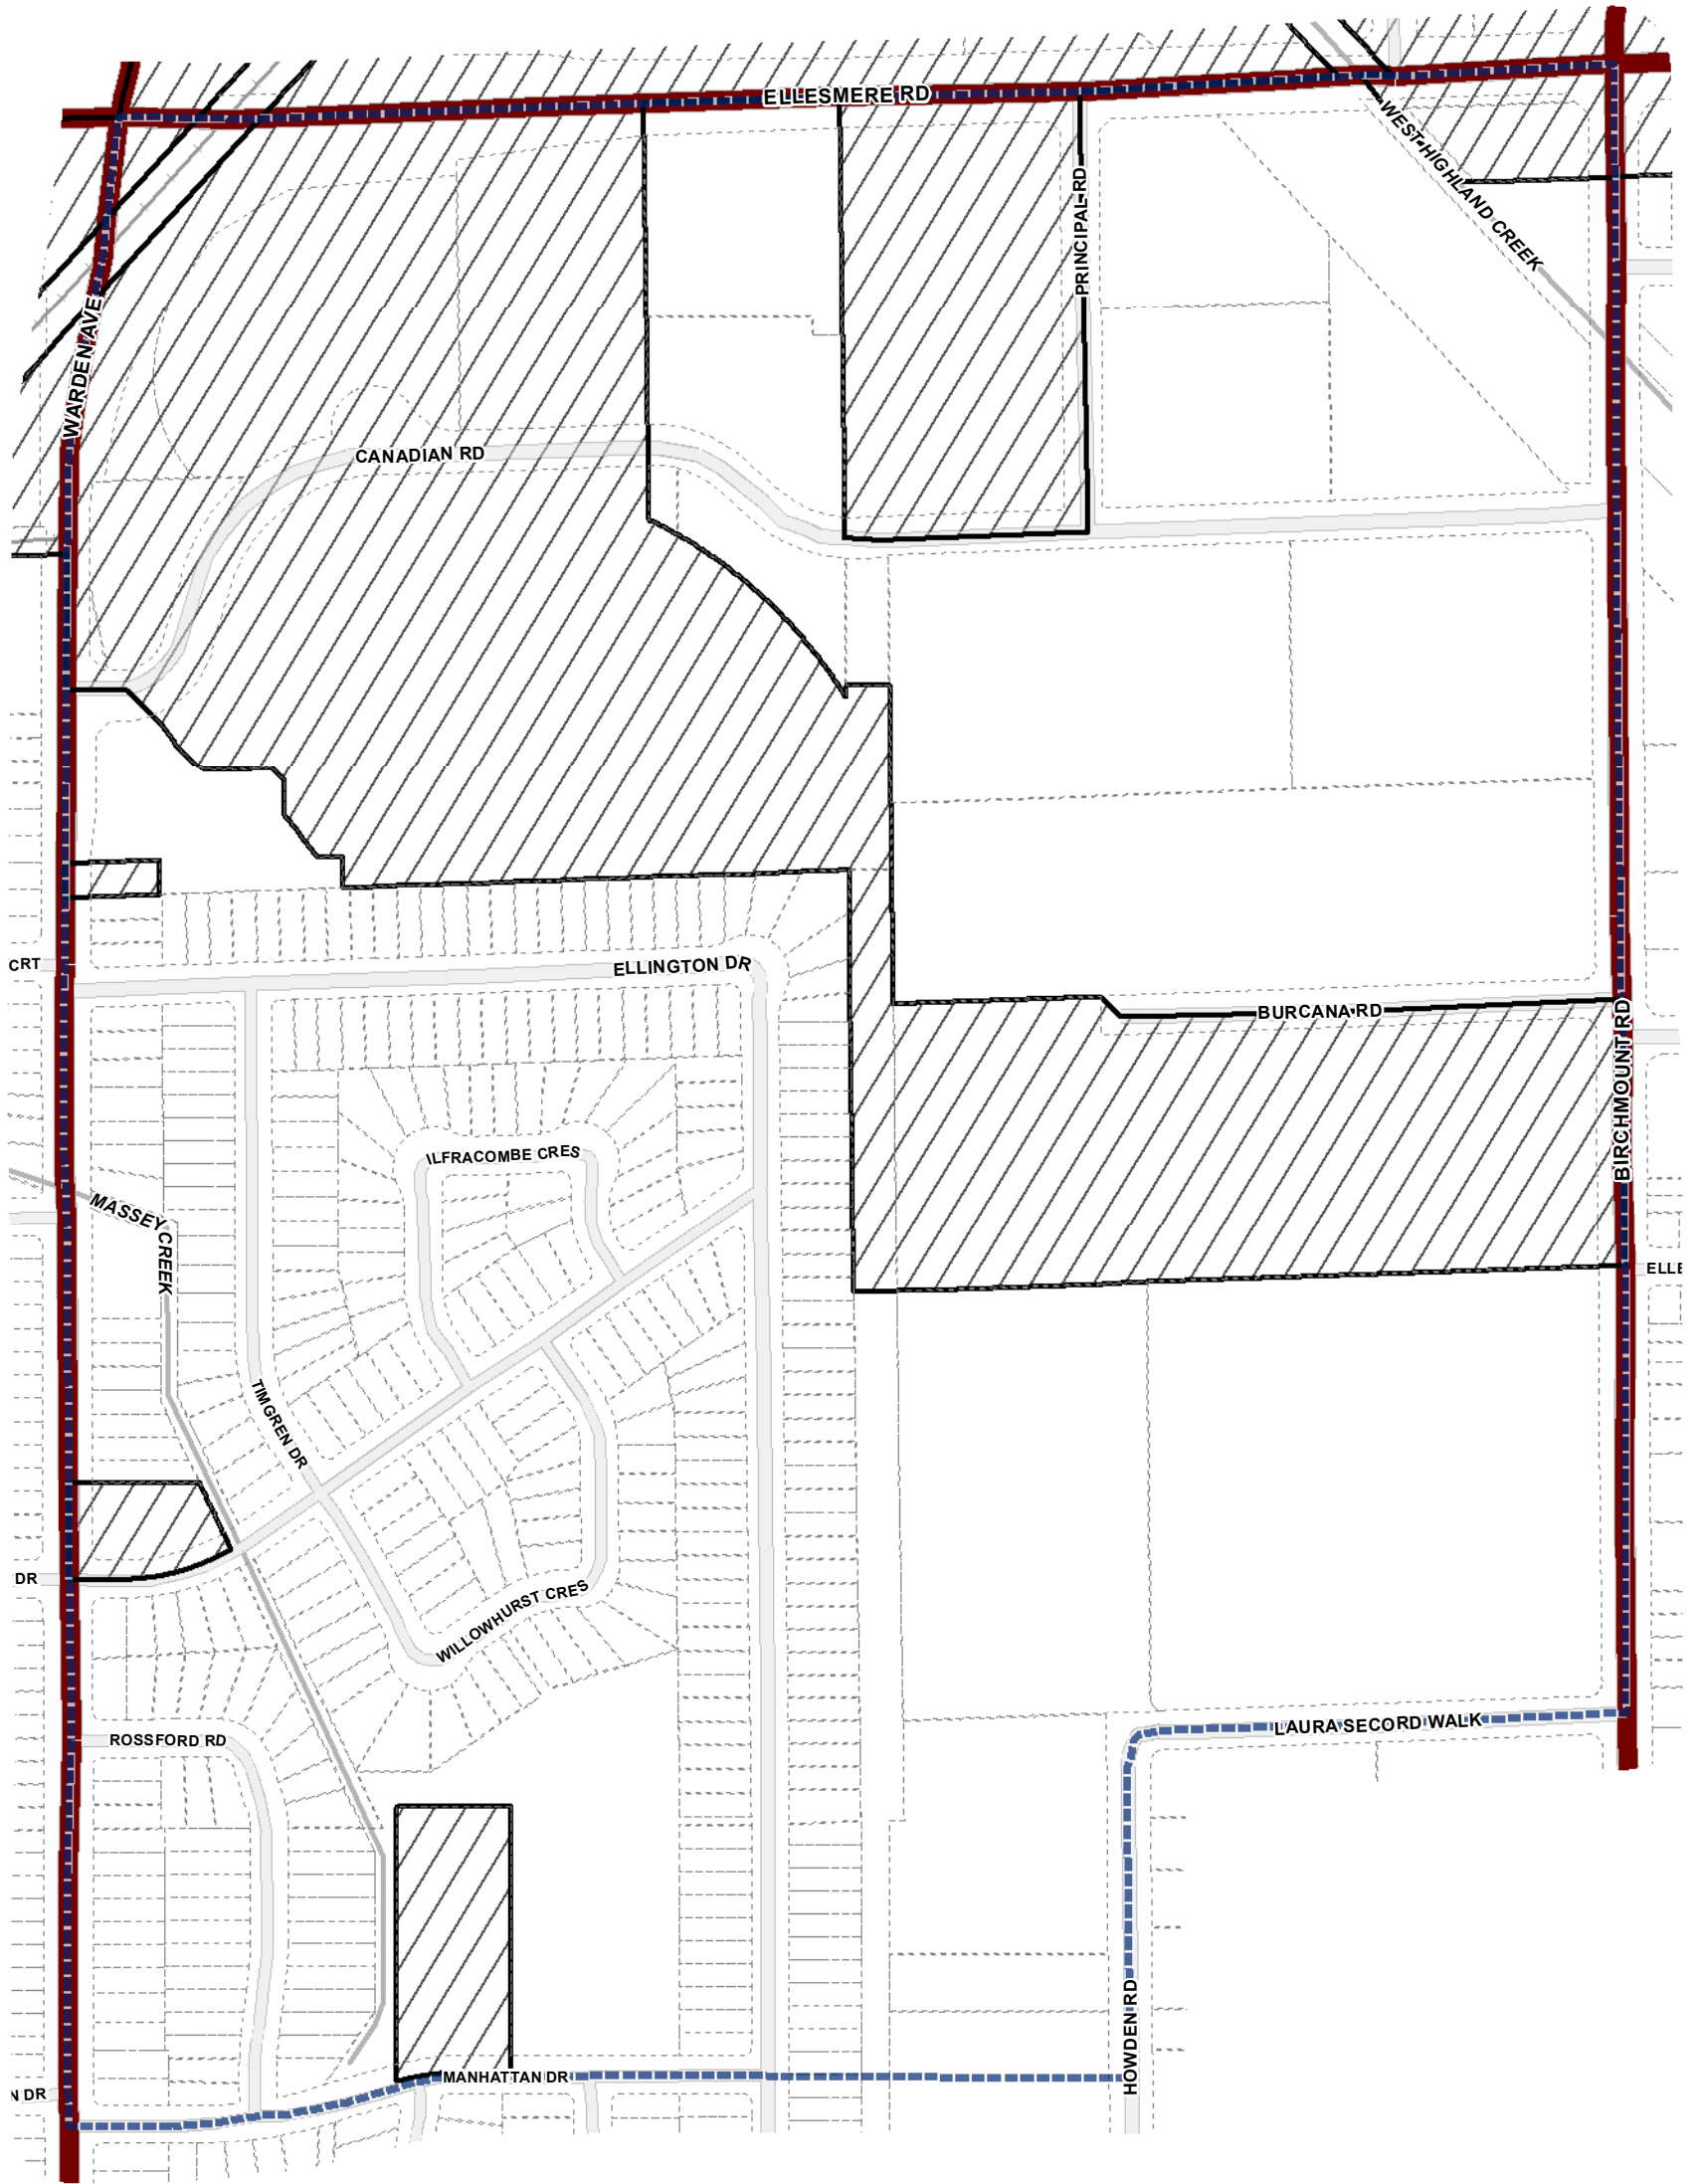 ELLESMERE RD
WEST HIGHLAND CREEK
PRINCIPAL RD
WARDEN AVE
CANADIAN RD
CRT
ELLINGTON DR
BURCANA RD
BIRCHMOUNT RD
ILFRACOMBE CRES
MASSEY CREEK
ELLE
TIMGREN DR
DR
WILLOWHURST CRES
LAURA SECORD WALK
ROSSFORD RD
HOWDEN RD
MANHATTAN DR
N DR